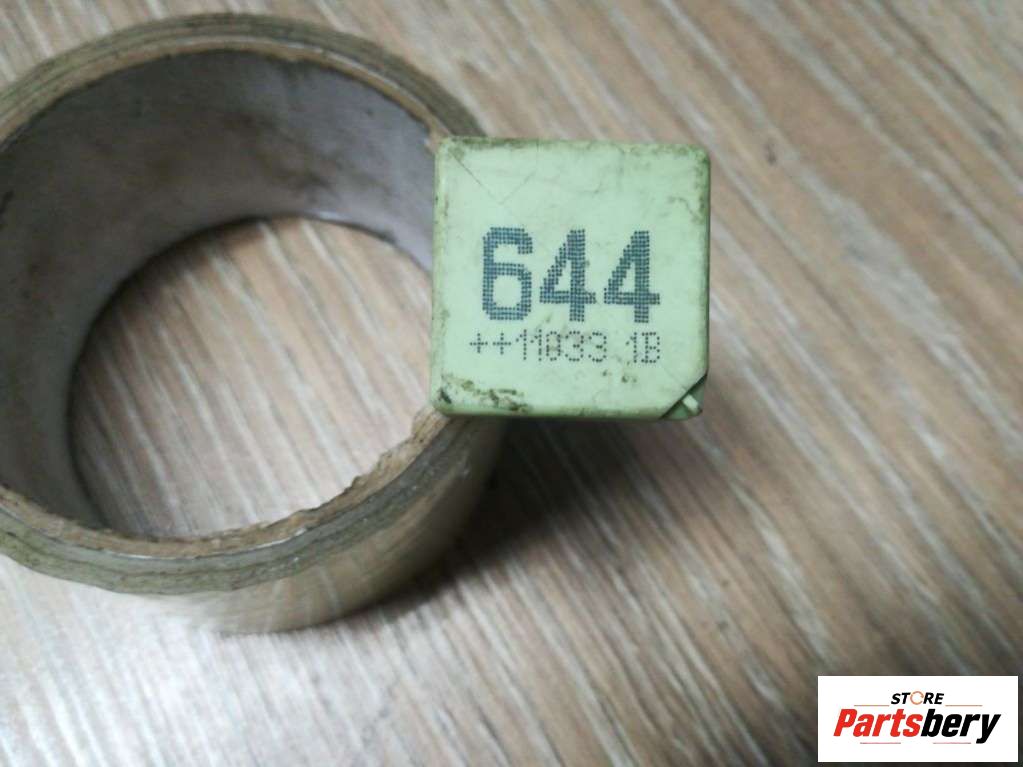 644
++11033 1B
STORE
Partsbery